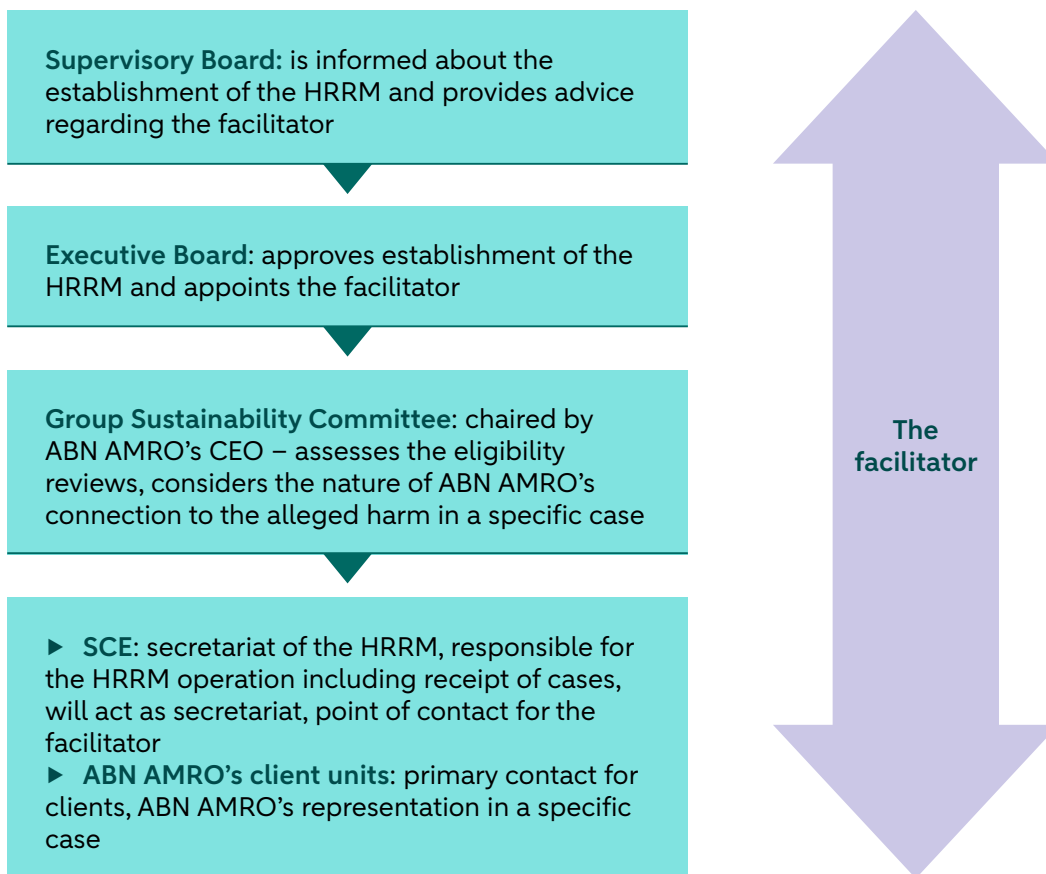 Supervisory Board: is informed about the
establishment of the HRRM and provides advice
regarding the facilitator
Executive Board: approves establishment of the
HRRM and appoints the facilitator
Group Sustainability Committee: chaired by
ABN AMRO’s CEO – assesses the eligibility
reviews, considers the nature of ABN AMRO’s
connection to the alleged harm in a specific case
▶ SCE: secretariat of the HRRM, responsible for
the HRRM operation including receipt of cases,
will act as secretariat, point of contact for the
facilitator
▶ ABN AMRO’s client units: primary contact for
clients, ABN AMRO’s representation in a specific
case
The
facilitator